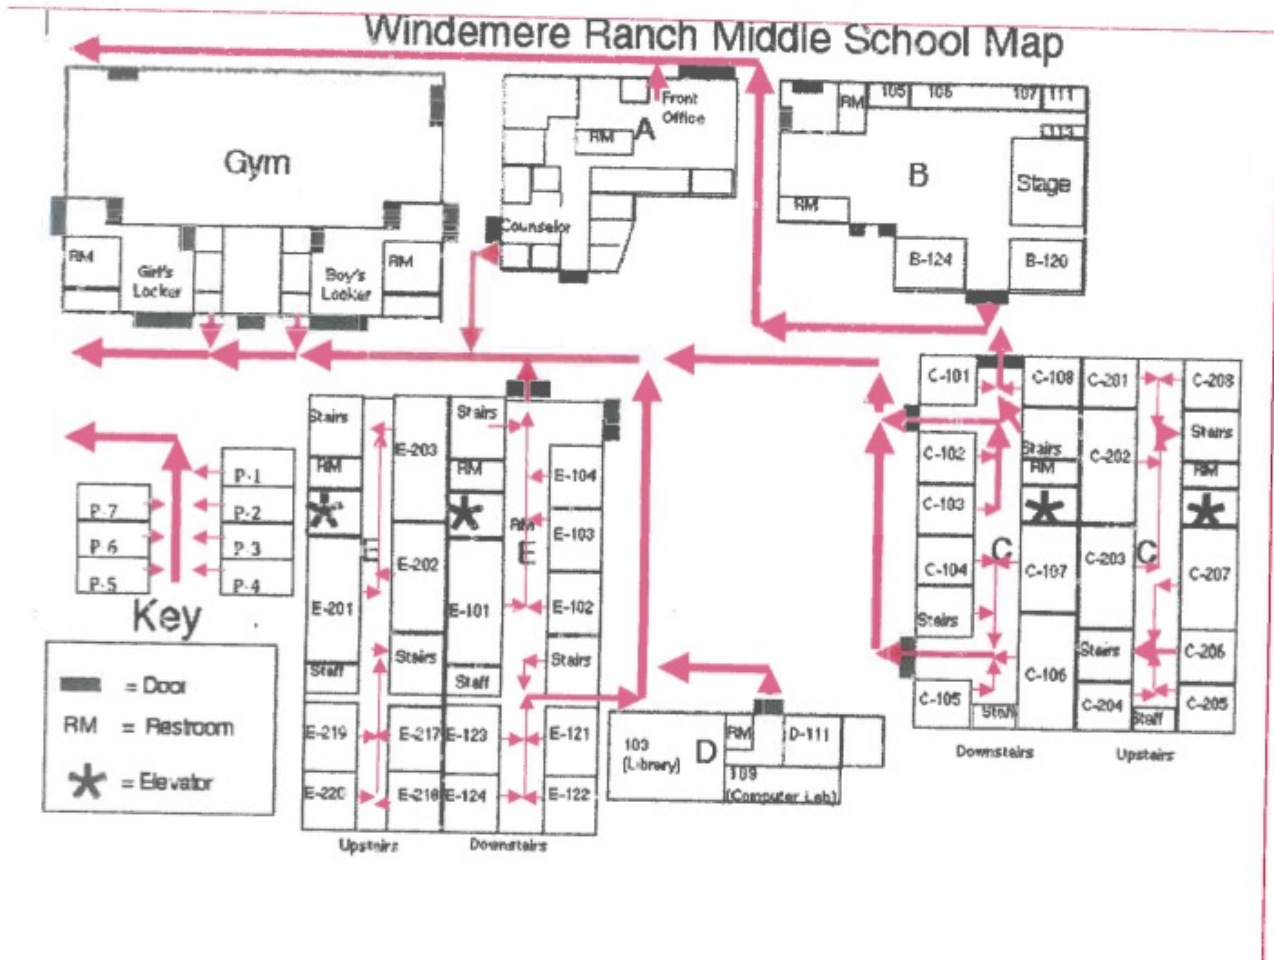 Windemere Ranch Middle School Map
Gym
RM
Girl's
Locker
Boy's
Locker
RM
Front
Office
A
RM
Counselor
RM
105
106
107
111
113
B
Stage
RM
B-124
B-120
P-1
P-2
P-3
P-4
P-7
P-6
P-5
Key
= Door
RM = Restroom
= Elevator
Stairs
RM
E-201
Staff
E-219
E-220
E
E-203
E-202
Stairs
E-217
E-218
Upstairs
Stairs
RM
E-101
Staff
E-123
E-124
RM
E
E-104
E-103
E-102
Stairs
E-121
E-122
Downstairs
103
(Library)
D
RM
D-111
109
(Computer Lab)
C-101
C-102
C-103
C-104
Stairs
C-105
C
Staff
C-108
Stairs
RM
C-107
C-106
Downstairs
C-201
C-202
C-203
Stairs
C-204
C
Staff
C-208
Stairs
RM
C-207
C-206
C-205
Upstairs